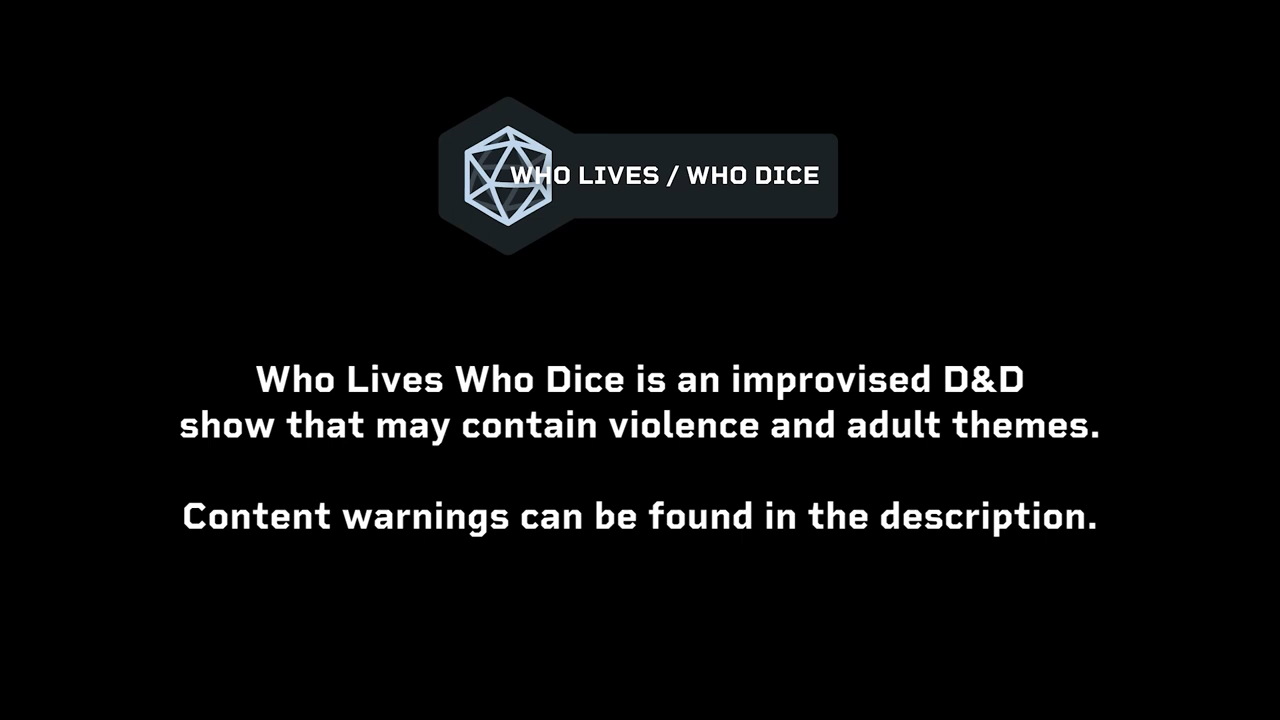 WHO LIVES / WHO DICE
Who Lives Who Dice is an improvised D&D
show that may contain violence and adult themes.
Content warnings can be found in the description.